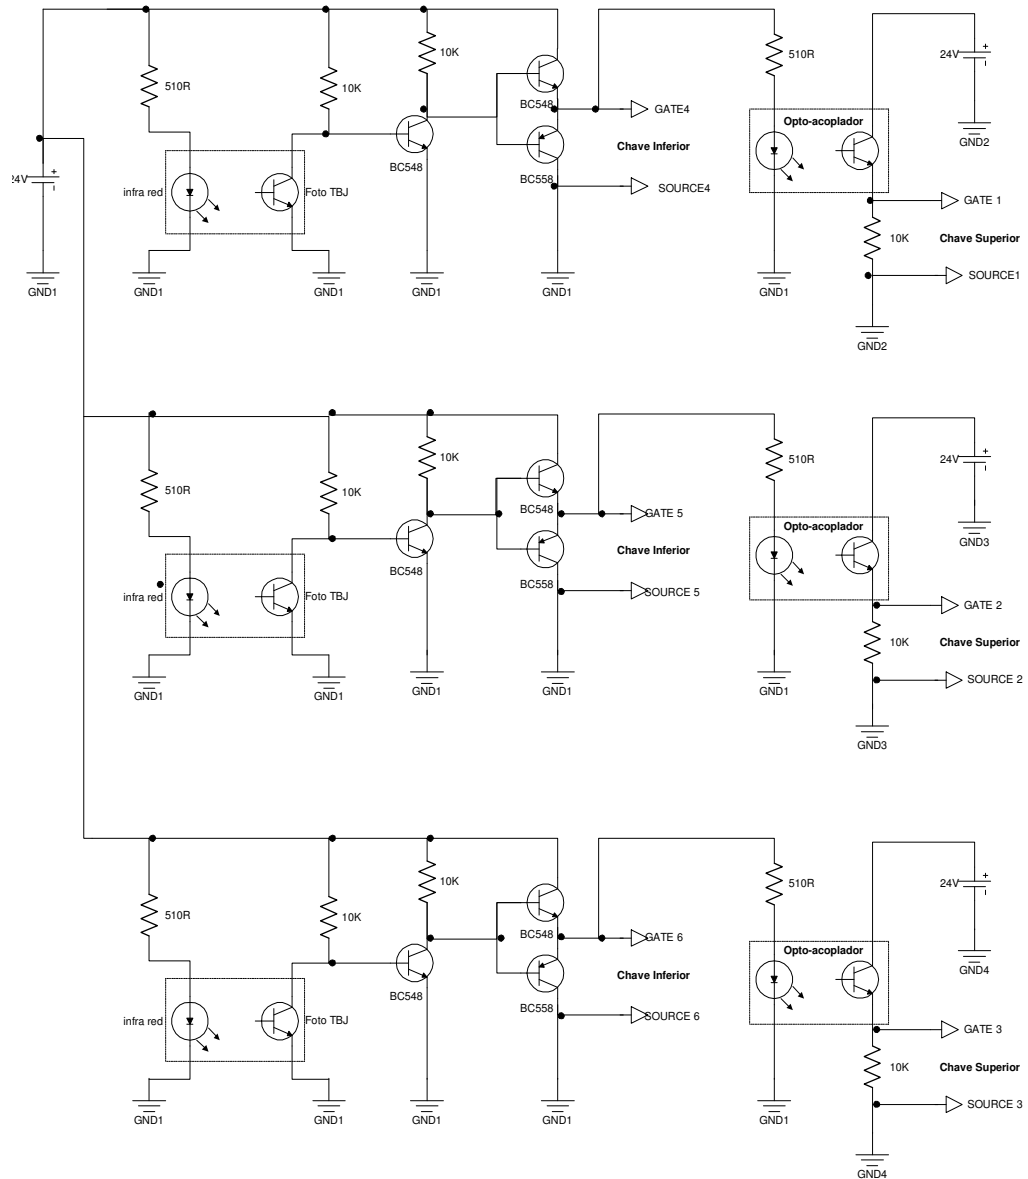 510R
10K
10K
BC548
BC548
BC558
GATE4
Chave Inferior
SOURCE4
510R
Opto-acoplador
24V
+
GND2
GATE 1
10K
Chave Superior
SOURCE1
GND2
24V
+
infra red
Foto TBJ
GND1
GND1
GND1
GND1
GND1
GND1
510R
10K
10K
BC548
BC548
BC558
GATE 5
Chave Inferior
SOURCE 5
510R
Opto-acoplador
24V
+
GND3
GATE 2
10K
Chave Superior
SOURCE 2
GND3
infra red
Foto TBJ
GND1
GND1
GND1
GND1
GND1
510R
10K
10K
BC548
BC548
BC558
GATE 6
Chave Inferior
SOURCE 6
510R
Opto-acoplador
24V
+
GND4
GATE 3
10K
Chave Superior
SOURCE 3
GND4
infra red
Foto TBJ
GND1
GND1
GND1
GND1
GND1